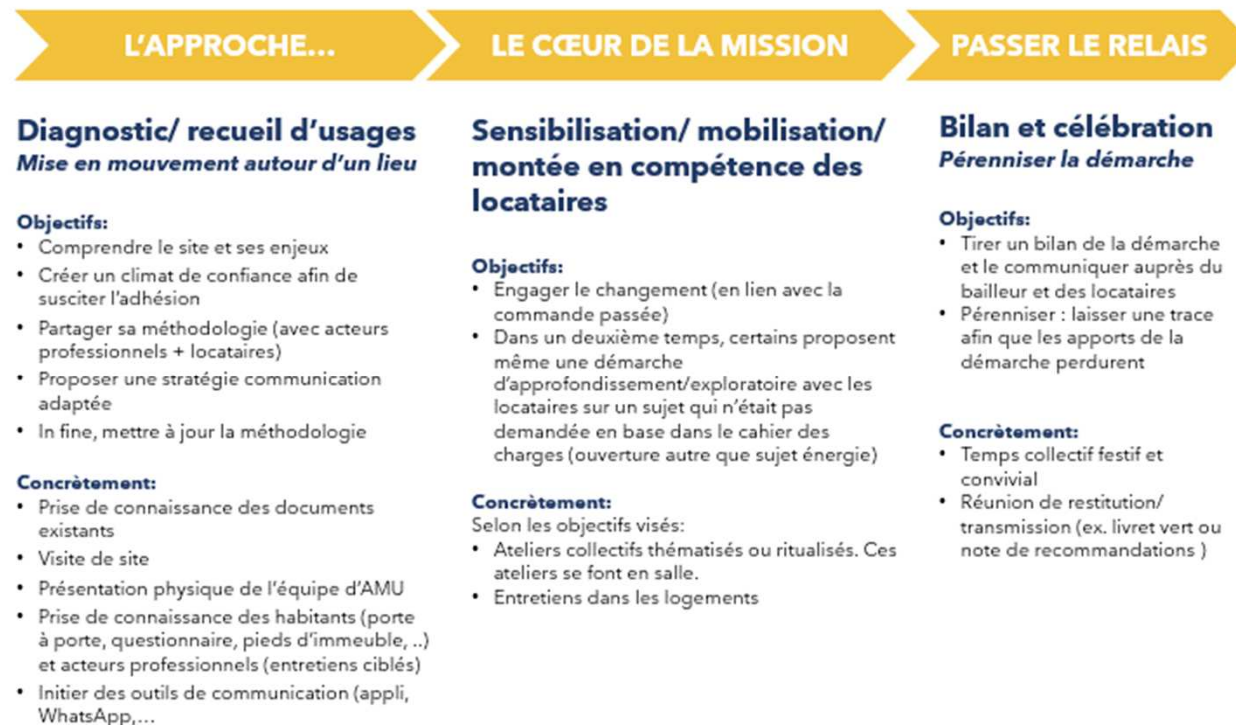 L'APPROCHE...
LE CŒUR DE LA MISSION
PASSER LE RELAIS
Diagnostic/ recueil d'usages
Mise en mouvement autour d'un lieu
Objectifs:
• Comprendre le site et ses enjeux
• Créer un climat de confiance afin de
susciter l'adhésion
• Partager sa méthodologie (avec acteurs
professionnels + locataires)
• Proposer une stratégie communication
adaptée
• In fine, mettre à jour la méthodologie
Concrètement:
• Prise de connaissance des documents
existants
• Visite de site
• Présentation physique de l'équipe d'AMU
• Prise de connaissance des habitants (porte
à porte, questionnaire, pieds d'immeuble, ..)
et acteurs professionnels (entretiens ciblés)
• Initier des outils de communication (appli,
WhatsApp,...
Sensibilisation/ mobilisation/
montée en compétence des
locataires
Objectifs:
• Engager le changement (en lien avec la
commande passée)
• Dans un deuxième temps, certains proposent
même une démarche
d'approfondissement/exploratoire avec les
locataires sur un sujet qui n'était pas
demandée en base dans le cahier des
charges (ouverture autre que sujet énergie)
Concrètement:
Selon les objectifs visés:
• Ateliers collectifs thématisés ou ritualisés. Ces
ateliers se font en salle.
• Entretiens dans les logements
Bilan et célébration
Pérenniser la démarche
Objectifs:
• Tirer un bilan de la démarche
et le communiquer auprès du
bailleur et des locataires
• Pérenniser : laisser une trace
afin que les apports de la
démarche perdurent
Concrètement:
• Temps collectif festif et
convivial
• Réunion de restitution/
transmission (ex. livret vert ou
note de recommandations )